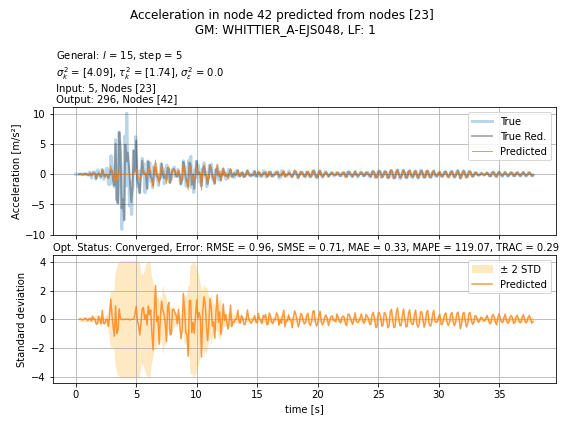 Acceleration in node 42 predicted from nodes [23]
GM: WHITTIER_A-EJS048, LF: 1
General: l = 15, step = 5
σ²ₖ = [4.09], τ²ₖ = [1.74], σ²ε = 0.0
Input: 5, Nodes [23]
Output: 296, Nodes [42]
10
5
0
−5
−10
Acceleration [m/s²]
True
True Red.
Predicted
Opt. Status: Converged, Error: RMSE = 0.96, SMSE = 0.71, MAE = 0.33, MAPE = 119.07, TRAC = 0.29
4
2
0
−2
−4
Standard deviation
± 2 STD
Predicted
0 5 10 15 20 25 30 35
time [s]